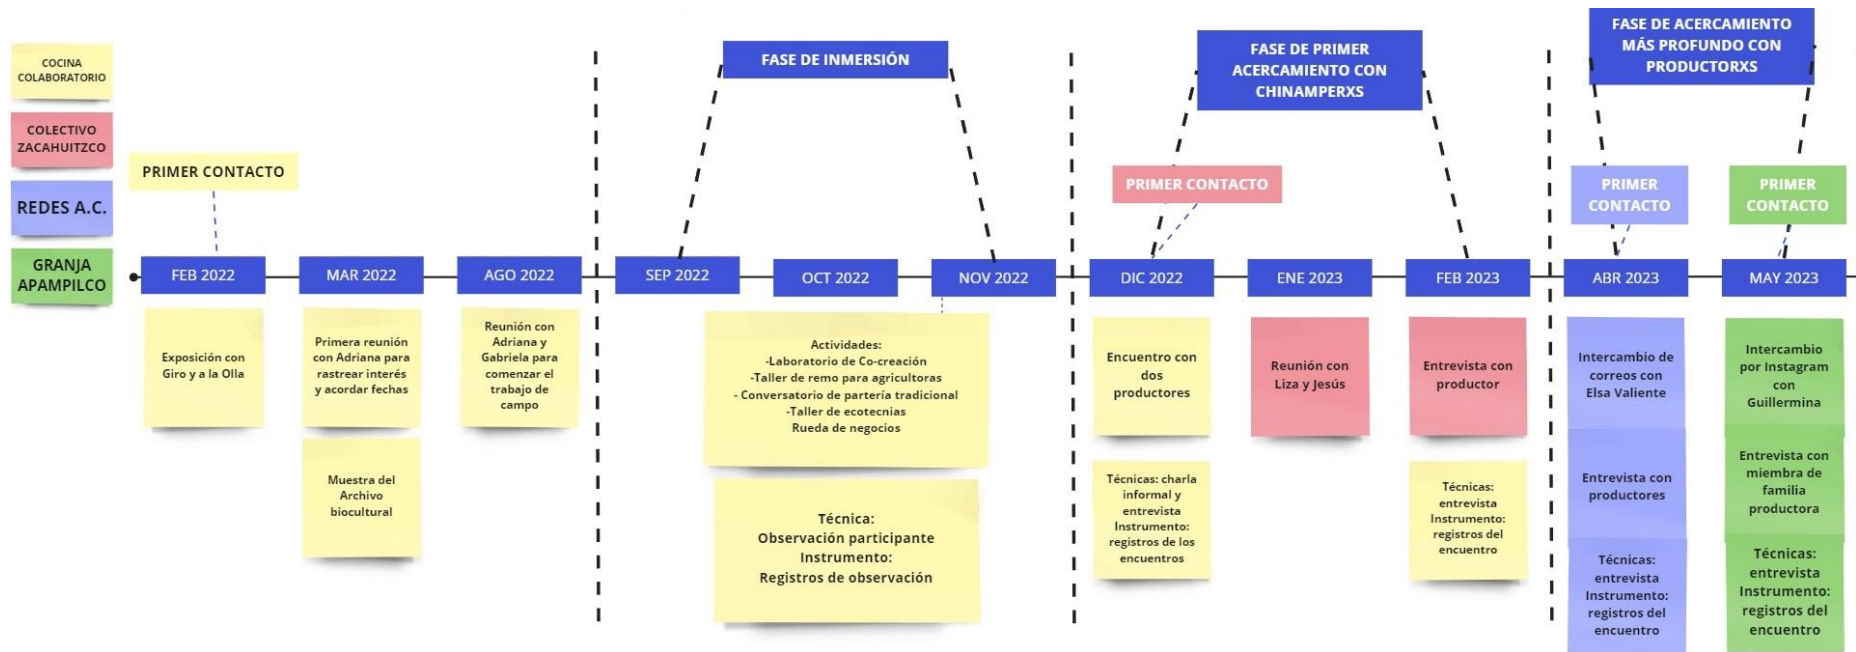 COCINA
COLABORATORIO
COLECTIVO
ZACAHUITZCO
REDES A.C.
GRANJA
APAMPILCO
FASE DE INMERSIÓN
FASE DE PRIMER
ACERCAMIENTO CON
CHINAMPERXS
FASE DE ACERCAMIENTO
MÁS PROFUNDO CON
PRODUCTORXS
PRIMER CONTACTO
PRIMER CONTACTO
PRIMER
CONTACTO
PRIMER
CONTACTO
FEB 2022
MAR 2022
AGO 2022
SEP 2022
OCT 2022
NOV 2022
DIC 2022
ENE 2023
FEB 2023
ABR 2023
MAY 2023
Exposición con
Giro y a la Olla
Primera reunión
con Adriana para
rastrear interés
y acordar fechas
Muestra del
Archivo
biocultural
Reunión con
Adriana y
Gabriela para
comenzar el
trabajo de
campo
Actividades:
-Laboratorio de Co-creación
-Taller de remo para agricultoras
- Conversatorio de partería tradicional
-Taller de ecotecnias
Rueda de negocios
Técnica:
Observación participante
Instrumento:
Registros de observación
Encuentro con
dos
productores
Técnicas: charla
informal y
entrevista
Instrumento:
registros de los
encuentros
Reunión con
Liza y Jesús
Entrevista con
productor
Técnicas:
entrevista
Instrumento:
registros del
encuentro
Intercambio de
correos con
Elsa Valiente
Entrevista con
productores
Técnicas:
entrevista
Instrumento:
registros del
encuentro
Intercambio
por Instagram
con
Guillermina
Entrevista con
miembra de
familia
productora
Técnicas:
entrevista
Instrumento:
registros del
encuentro